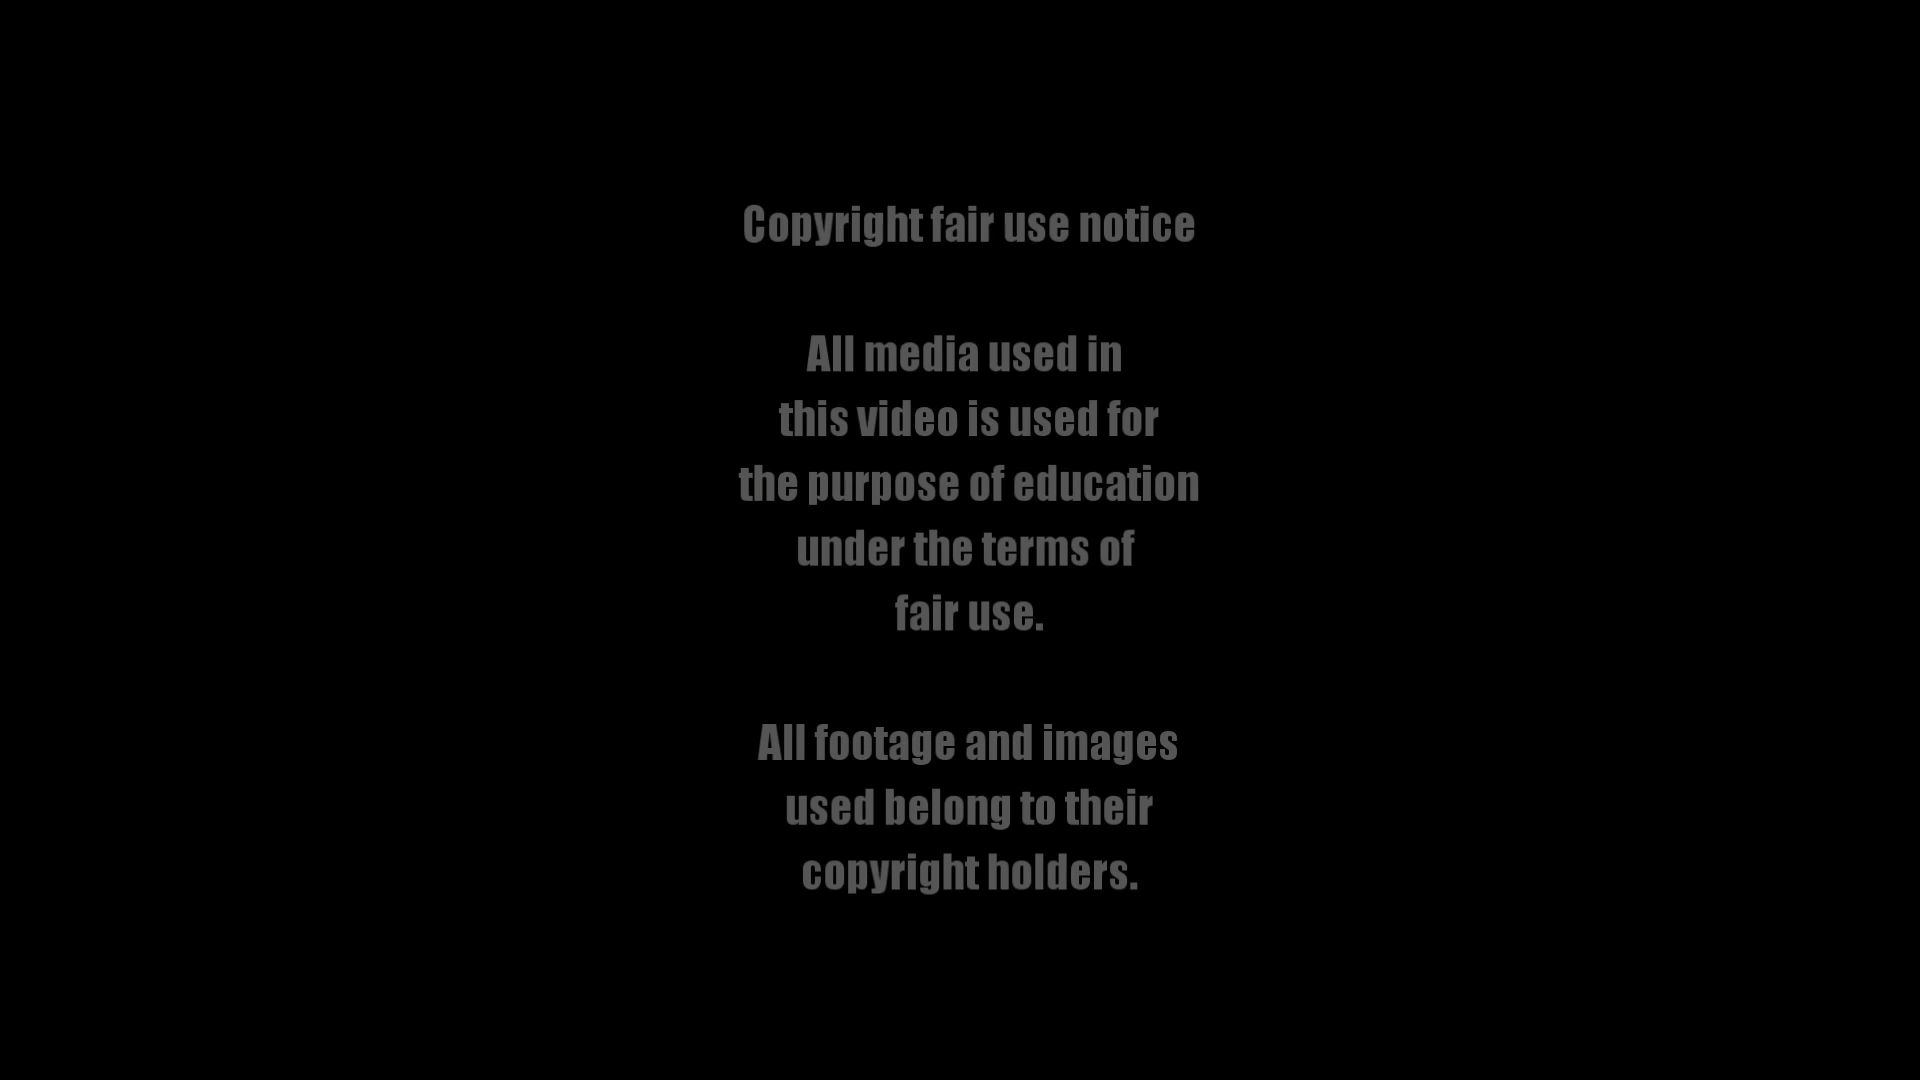 Copyright fair use notice
All media used in
this video is used for
the purpose of education
under the terms of
fair use.
All footage and images
used belong to their
copyright holders.